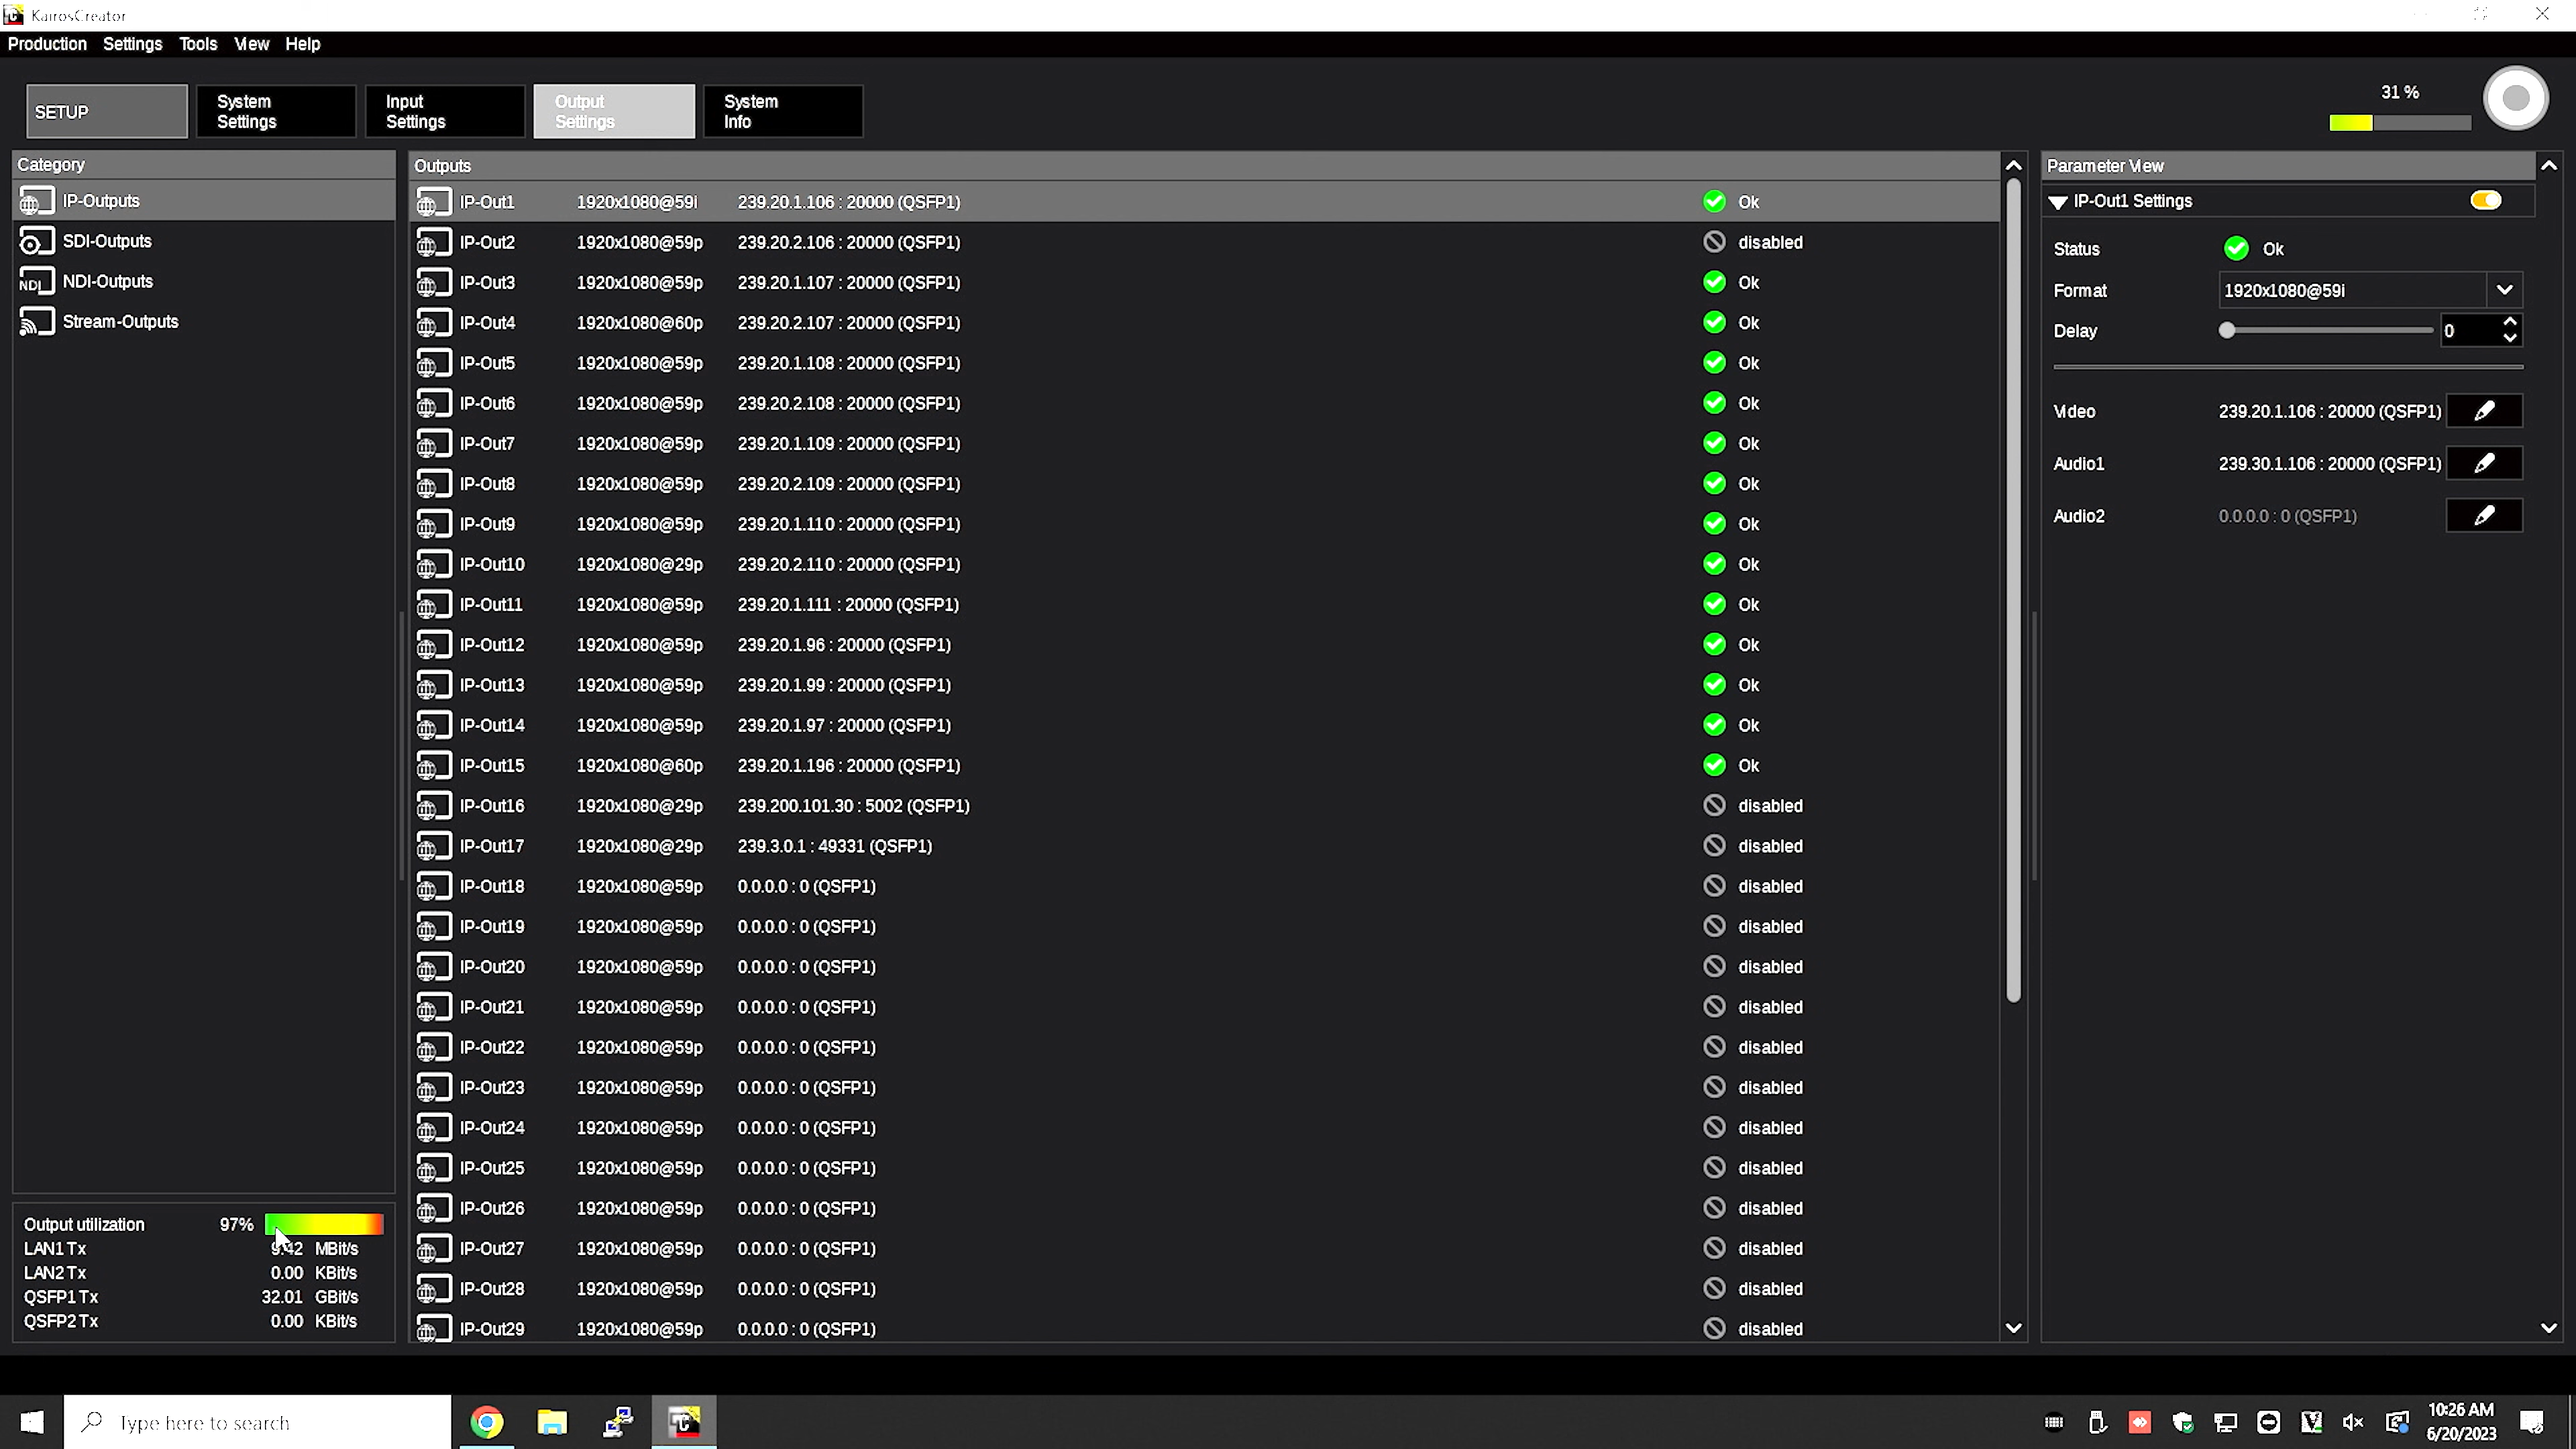 KairosCreator
Production Settings Tools View Help
SETUP
System Settings
Input Settings
Output Settings
System Info
31 %
Category
IP-Outputs
SDI-Outputs
NDI NDI-Outputs
Stream-Outputs
Outputs
IP-Out1 1920x1080@59i 239.20.1.106 : 20000 (QSFP1) Ok
IP-Out2 1920x1080@59p 239.20.2.106 : 20000 (QSFP1) disabled
IP-Out3 1920x1080@59p 239.20.1.107 : 20000 (QSFP1) Ok
IP-Out4 1920x1080@60p 239.20.2.107 : 20000 (QSFP1) Ok
IP-Out5 1920x1080@59p 239.20.1.108 : 20000 (QSFP1) Ok
IP-Out6 1920x1080@59p 239.20.2.108 : 20000 (QSFP1) Ok
IP-Out7 1920x1080@59p 239.20.1.109 : 20000 (QSFP1) Ok
IP-Out8 1920x1080@59p 239.20.2.109 : 20000 (QSFP1) Ok
IP-Out9 1920x1080@59p 239.20.1.110 : 20000 (QSFP1) Ok
IP-Out10 1920x1080@29p 239.20.2.110 : 20000 (QSFP1) Ok
IP-Out11 1920x1080@59p 239.20.1.111 : 20000 (QSFP1) Ok
IP-Out12 1920x1080@59p 239.20.1.96 : 20000 (QSFP1) Ok
IP-Out13 1920x1080@59p 239.20.1.99 : 20000 (QSFP1) Ok
IP-Out14 1920x1080@59p 239.20.1.97 : 20000 (QSFP1) Ok
IP-Out15 1920x1080@60p 239.20.1.196 : 20000 (QSFP1) Ok
IP-Out16 1920x1080@29p 239.200.101.30 : 5002 (QSFP1) disabled
IP-Out17 1920x1080@29p 239.3.0.1 : 49331 (QSFP1) disabled
IP-Out18 1920x1080@59p 0.0.0.0 : 0 (QSFP1) disabled
IP-Out19 1920x1080@59p 0.0.0.0 : 0 (QSFP1) disabled
IP-Out20 1920x1080@59p 0.0.0.0 : 0 (QSFP1) disabled
IP-Out21 1920x1080@59p 0.0.0.0 : 0 (QSFP1) disabled
IP-Out22 1920x1080@59p 0.0.0.0 : 0 (QSFP1) disabled
IP-Out23 1920x1080@59p 0.0.0.0 : 0 (QSFP1) disabled
IP-Out24 1920x1080@59p 0.0.0.0 : 0 (QSFP1) disabled
IP-Out25 1920x1080@59p 0.0.0.0 : 0 (QSFP1) disabled
IP-Out26 1920x1080@59p 0.0.0.0 : 0 (QSFP1) disabled
IP-Out27 1920x1080@59p 0.0.0.0 : 0 (QSFP1) disabled
IP-Out28 1920x1080@59p 0.0.0.0 : 0 (QSFP1) disabled
IP-Out29 1920x1080@59p 0.0.0.0 : 0 (QSFP1) disabled
Parameter View
IP-Out1 Settings
Status Ok
Format 1920x1080@59i
Delay 0
Video 239.20.1.106 : 20000 (QSFP1)
Audio1 239.30.1.106 : 20000 (QSFP1)
Audio2 0.0.0.0 : 0 (QSFP1)
Output utilization 97%
LAN1 Tx 9.42 MBit/s
LAN2 Tx 0.00 KBit/s
QSFP1 Tx 32.01 GBit/s
QSFP2 Tx 0.00 KBit/s
Type here to search
10:26 AM
6/20/2023